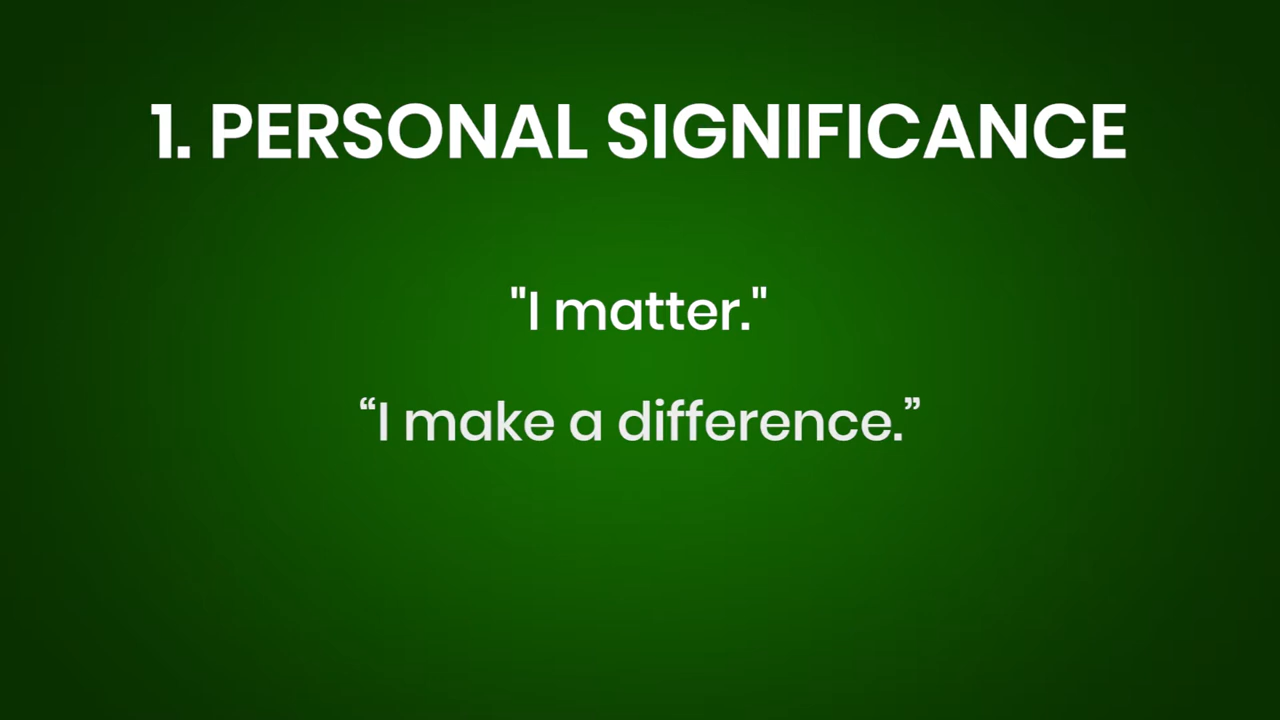 1. PERSONAL SIGNIFICANCE
"I matter."
“I make a difference.”